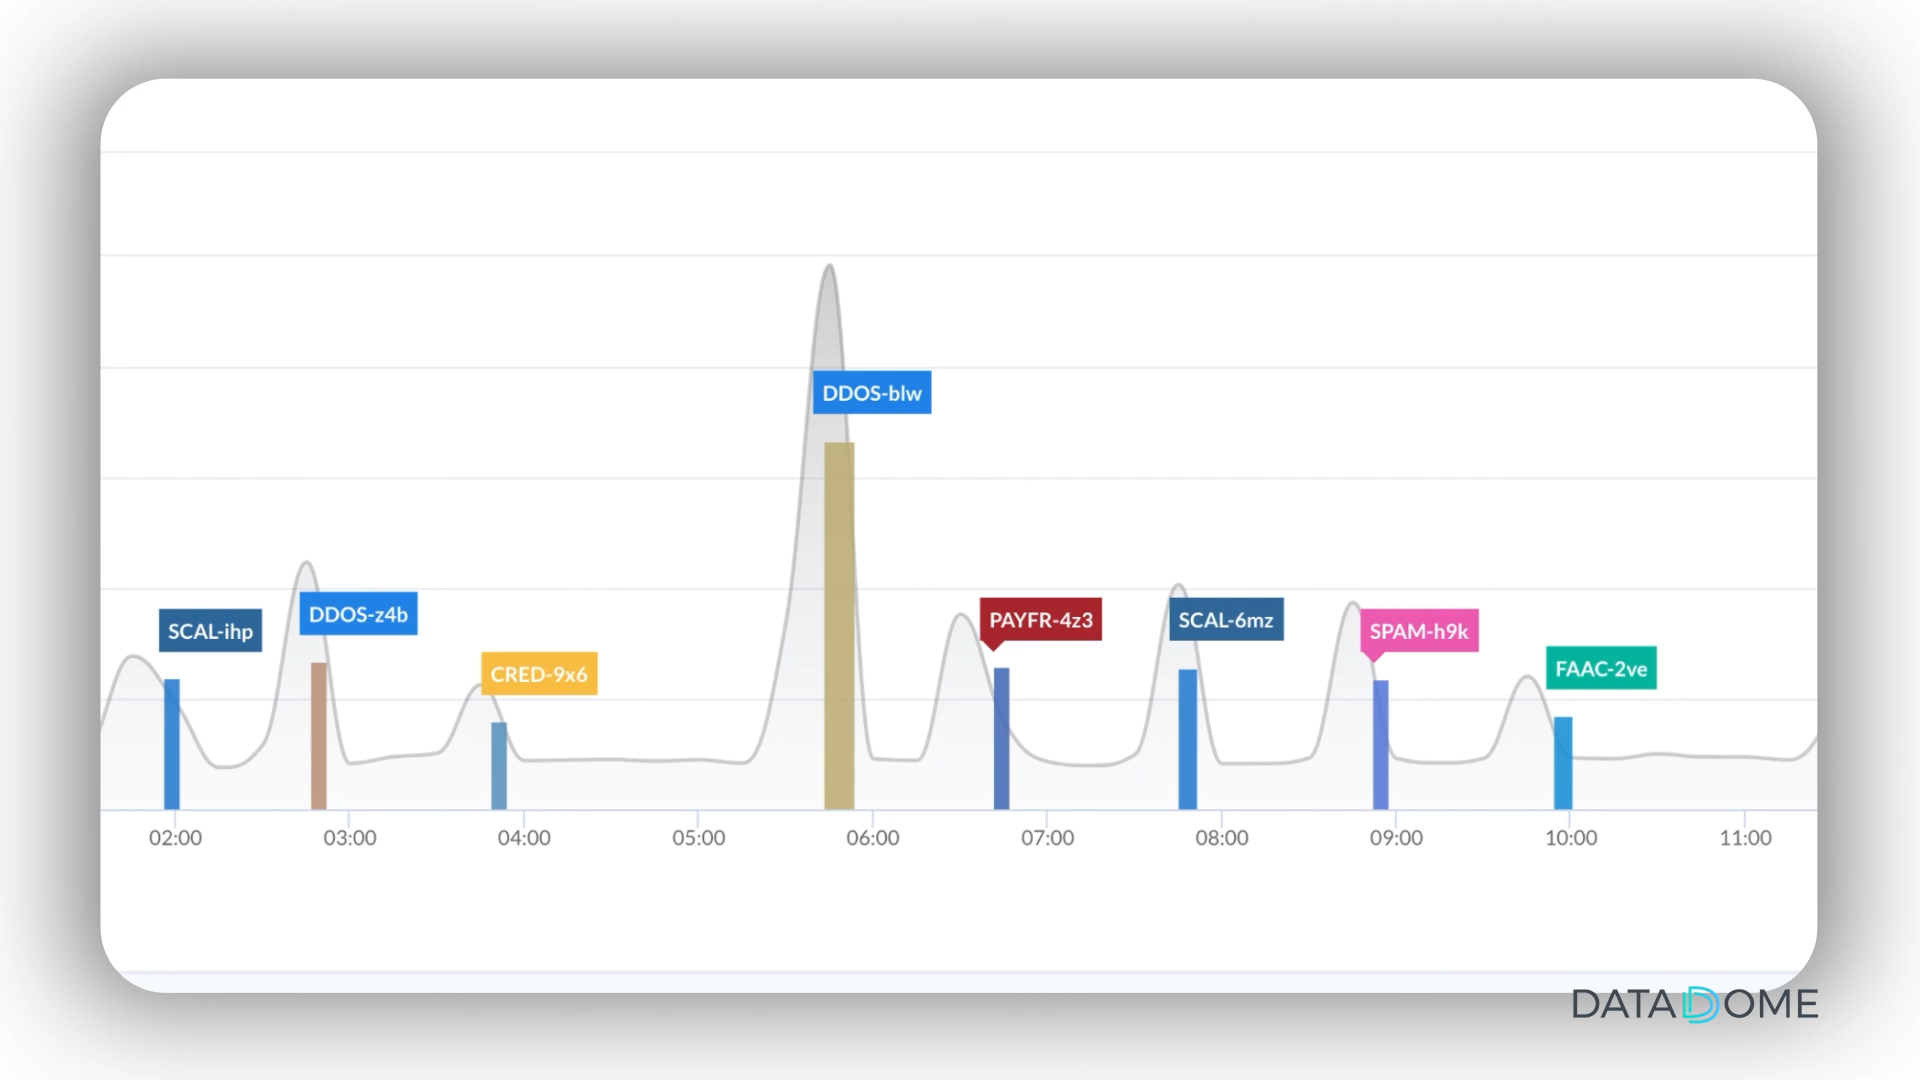 DDOS-blw
DDOS-z4b
PAYFR-4z3
SCAL-6mz
SCAL-ihp
SPAM-h9k
CRED-9x6
FAAC-2ve
02:00 03:00 04:00 05:00 06:00 07:00 08:00 09:00 10:00 11:00
DATADOME